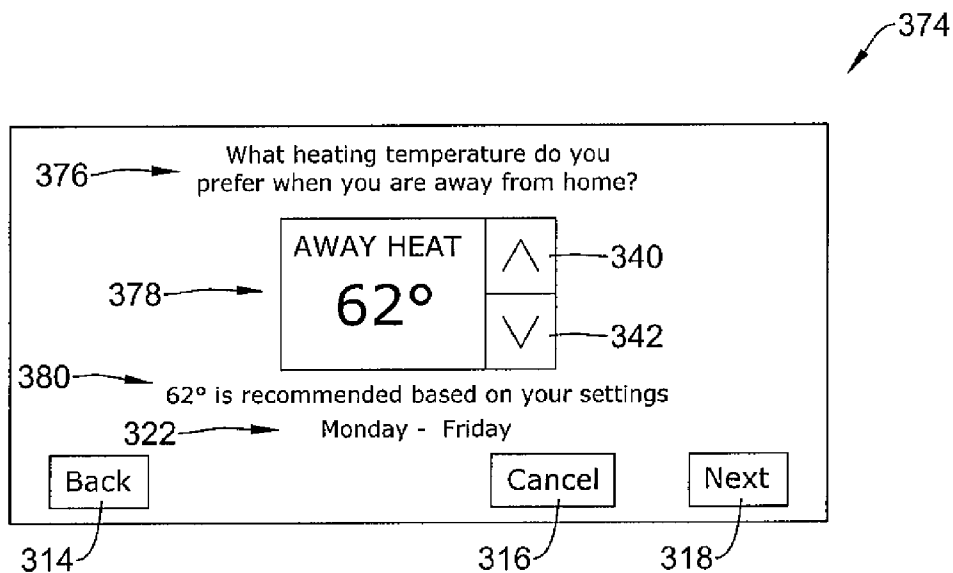 374
What heating temperature do you
376
prefer when you are away from home?
AWAY HEAT
340
378
62°
342
380
62° is recommended based on your settings
322
Monday - Friday
Back
Cancel
Next
314
316
318